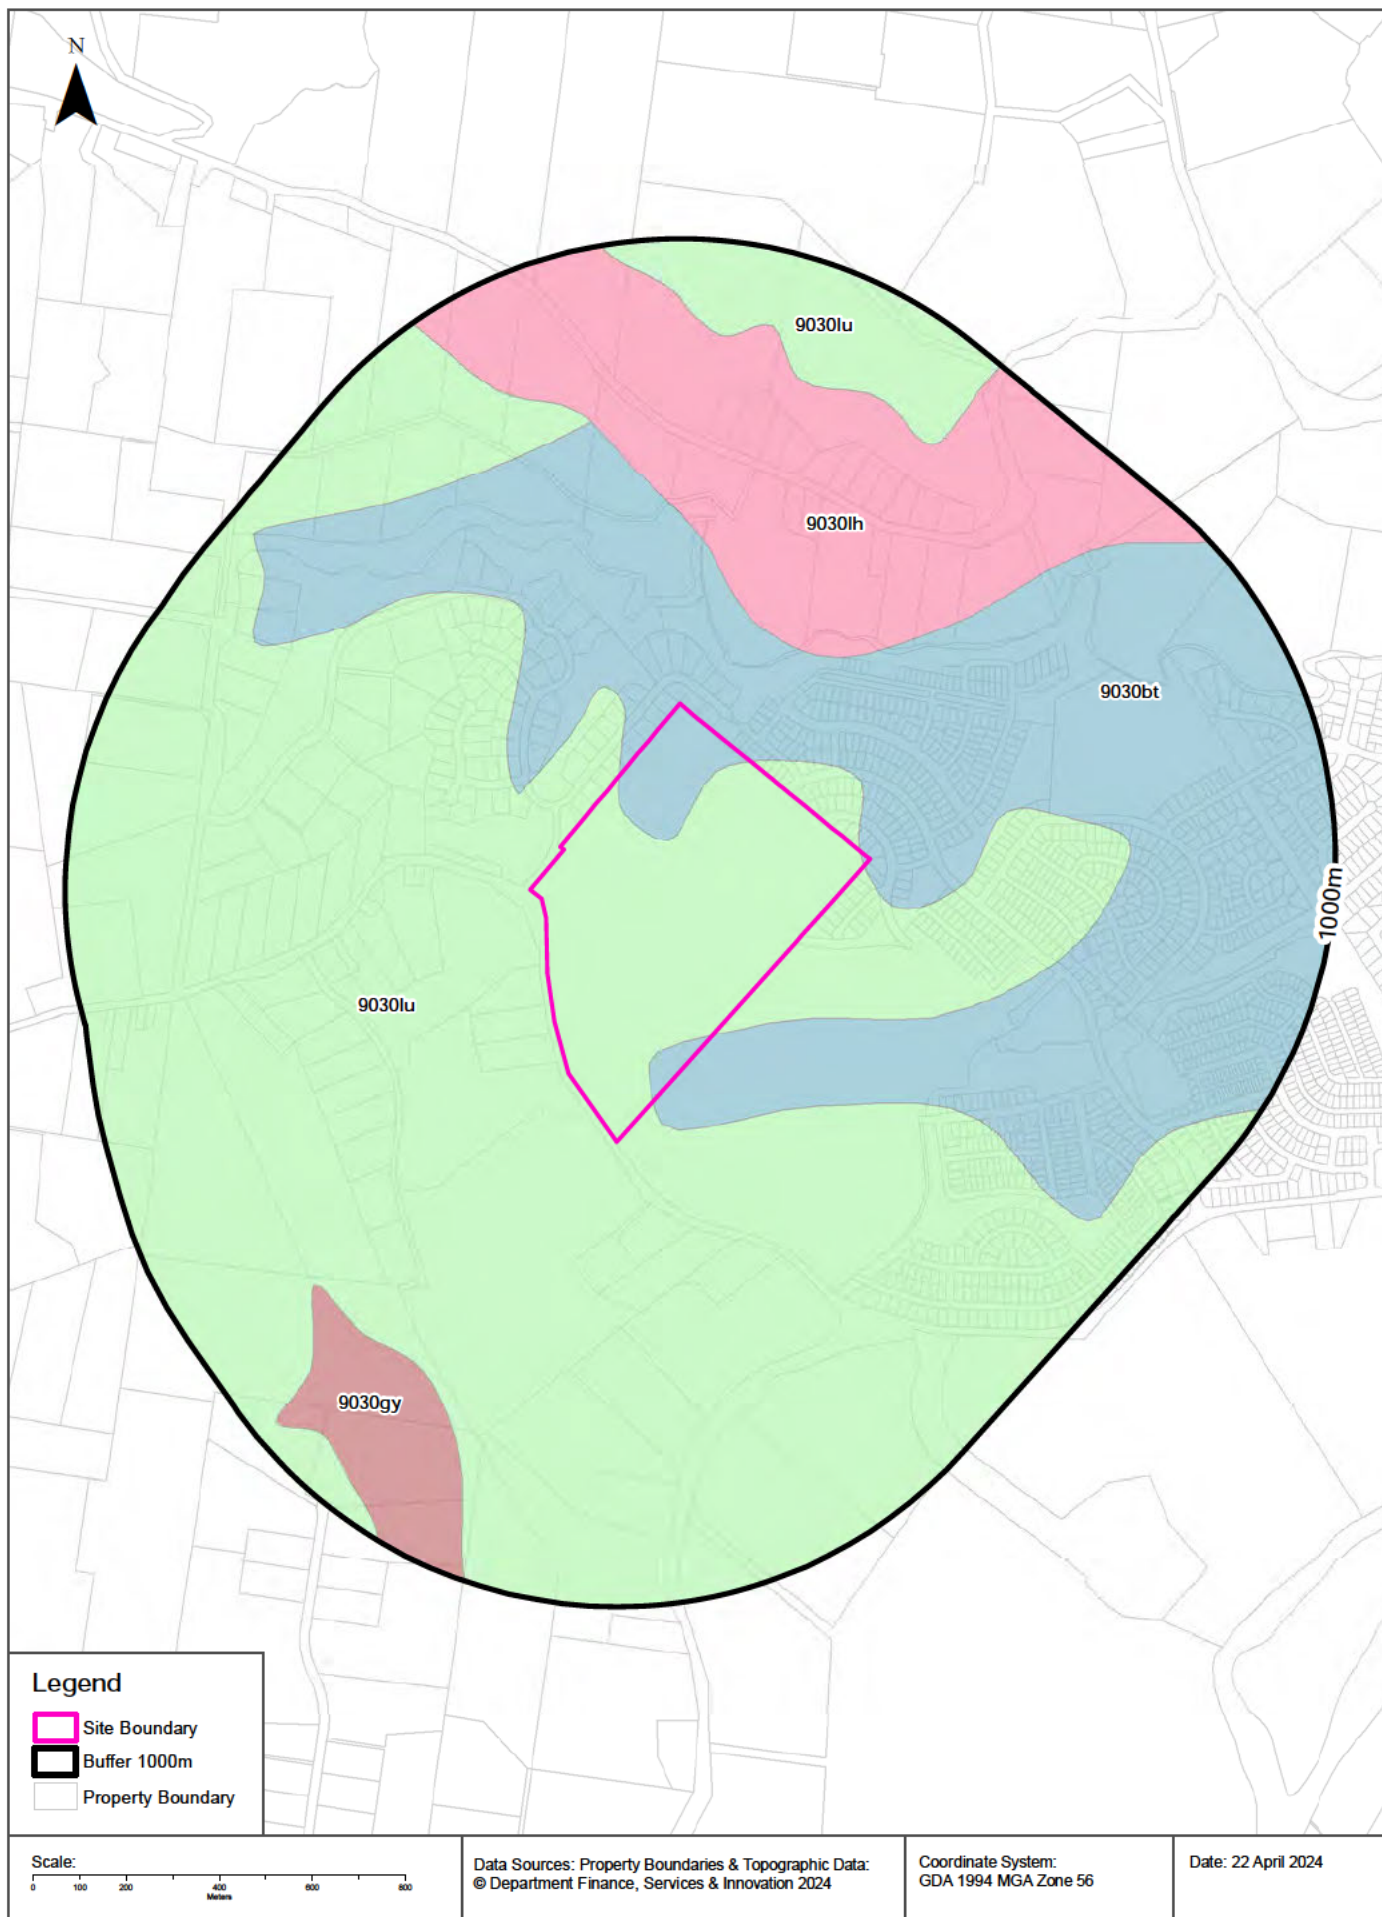 N
9030lu
9030lh
9030bt
1000m
9030lu
9030gy
Legend
Site Boundary
Buffer 1000m
Property Boundary
Scale:
0 100 200 400 600 800
Meters
Data Sources: Property Boundaries & Topographic Data:
© Department Finance, Services & Innovation 2024
Coordinate System:
GDA 1994 MGA Zone 56
Date: 22 April 2024